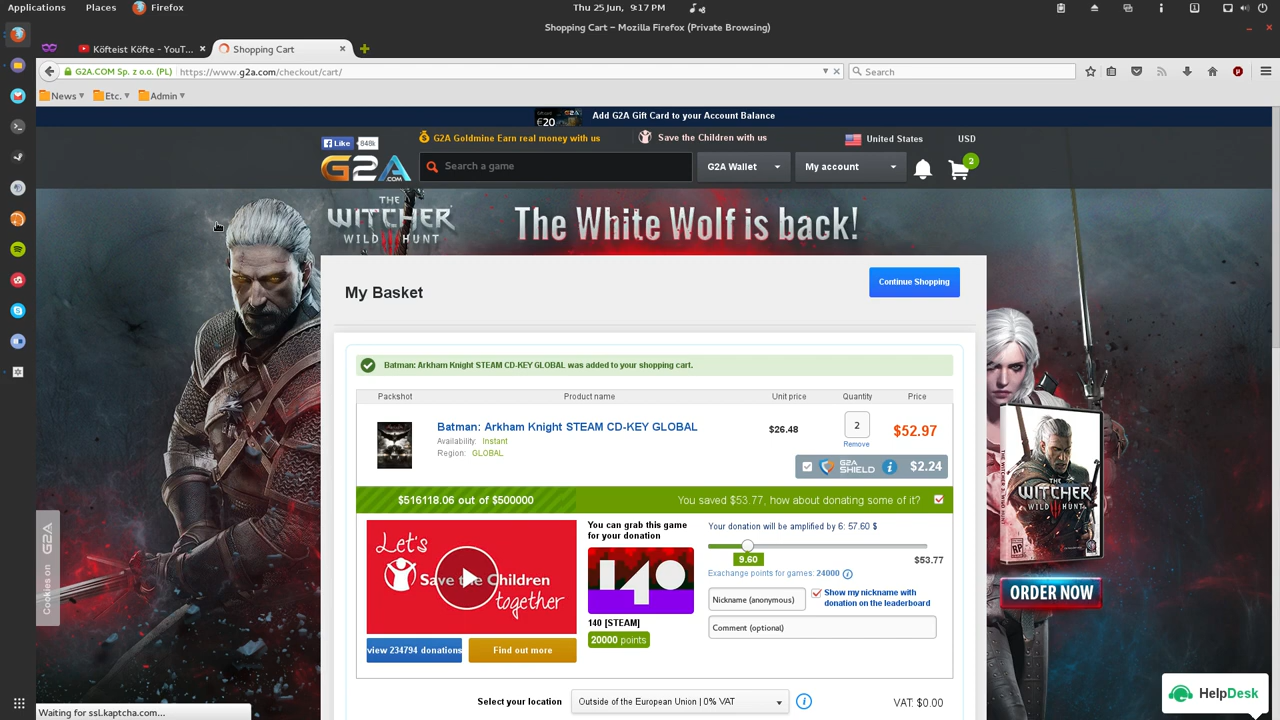 Applications Places Firefox Thu 25 Jun, 9:17 PM
Shopping Cart – Mozilla Firefox (Private Browsing)
Köfteist Köfte - YouT... Shopping Cart
G2A.COM Sp. z o.o. (PL) https://www.g2a.com/checkout/cart/ Search
News Etc. Admin
€20 Add G2A Gift Card to your Account Balance
Like 848k G2A Goldmine Earn real money with us Save the Children with us United States USD
G2A.COM Search a game G2A Wallet My account 2
THE WITCHER WILD HUNT The White Wolf is back!
My Basket Continue Shopping
Batman: Arkham Knight STEAM CD-KEY GLOBAL was added to your shopping cart.
Packshot Product name Unit price Quantity Price
Batman: Arkham Knight STEAM CD-KEY GLOBAL $26.48 2 $52.97
Availability: Instant Remove
Region: GLOBAL
G2A SHIELD $2.24
$516118.06 out of $500000 You saved $53.77, how about donating some of it?
Let's Save the Children together
You can grab this game
for your donation
140
140 [STEAM]
20000 points
Your donation will be amplified by 6: 57.60 $
9.60 $53.77
Exachange points for games: 24000
Nickname (anonymous) Show my nickname with
donation on the leaderboard
Comment (optional)
view 234794 donations Find out more
Select your location Outside of the European Union | 0% VAT VAT: $0.00
Cookies on G2A
THE WITCHER WILD HUNT
RP
ORDER NOW
HelpDesk
Waiting for ssl.kaptcha.com...